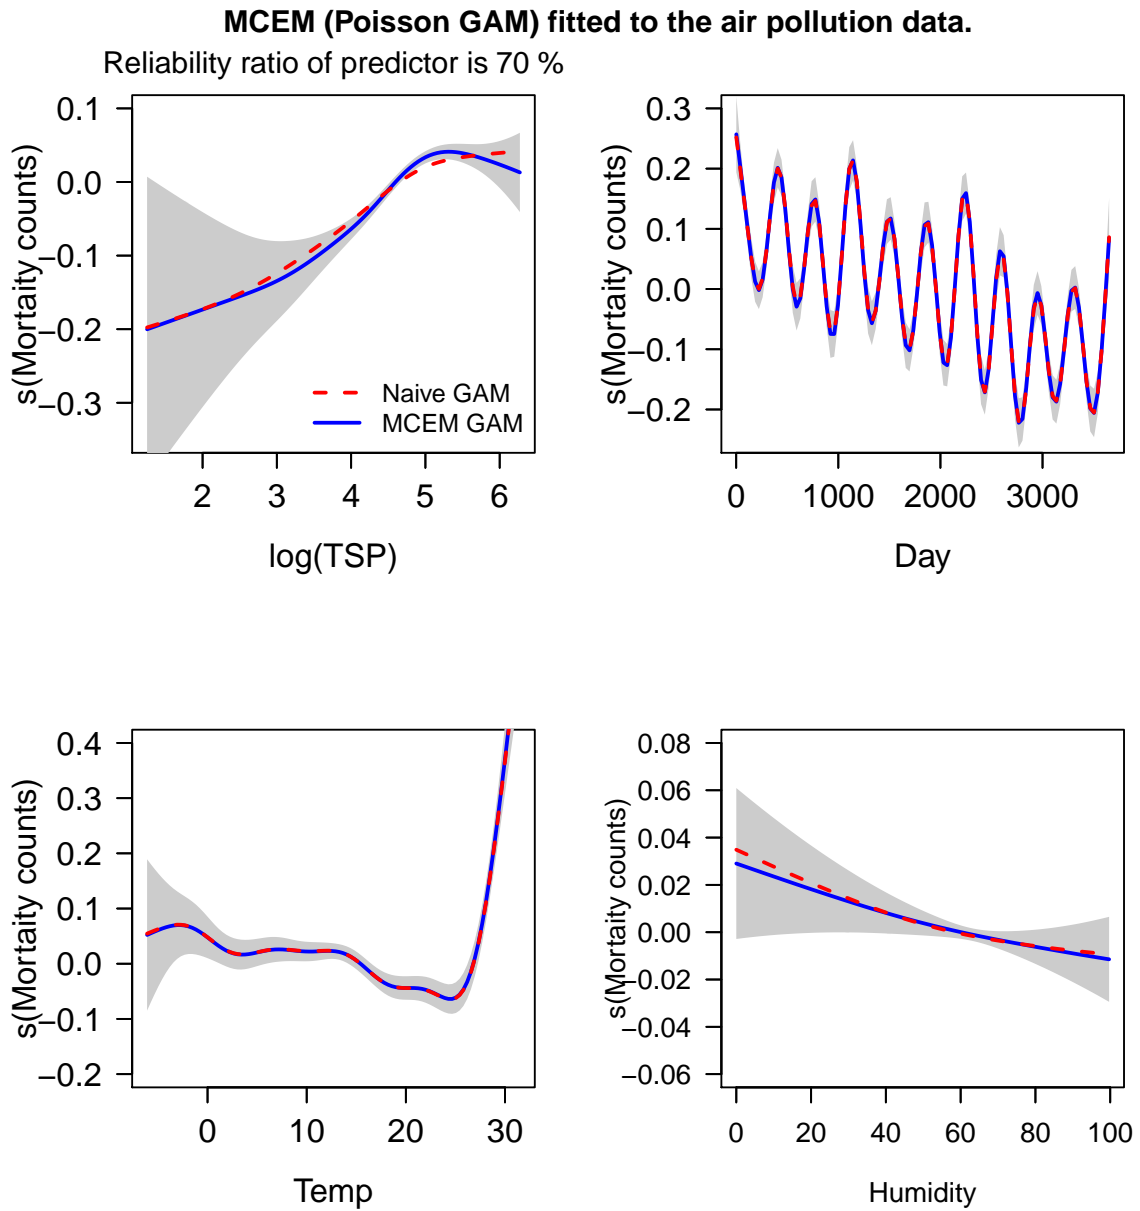 MCEM (Poisson GAM) fitted to the air pollution data.
Reliability ratio of predictor is 70 %
s(Mortaity counts)
0.1
0.0
−0.1
−0.2
−0.3
Naive GAM
MCEM GAM
2 3 4 5 6
log(TSP)
s(Mortaity counts)
0.3
0.2
0.1
0.0
−0.1
−0.2
0 1000 2000 3000
Day
s(Mortaity counts)
0.4
0.3
0.2
0.1
0.0
−0.1
−0.2
0 10 20 30
Temp
s(Mortaity counts)
0.08
0.06
0.04
0.02
0.00
−0.02
−0.04
−0.06
0 20 40 60 80 100
Humidity